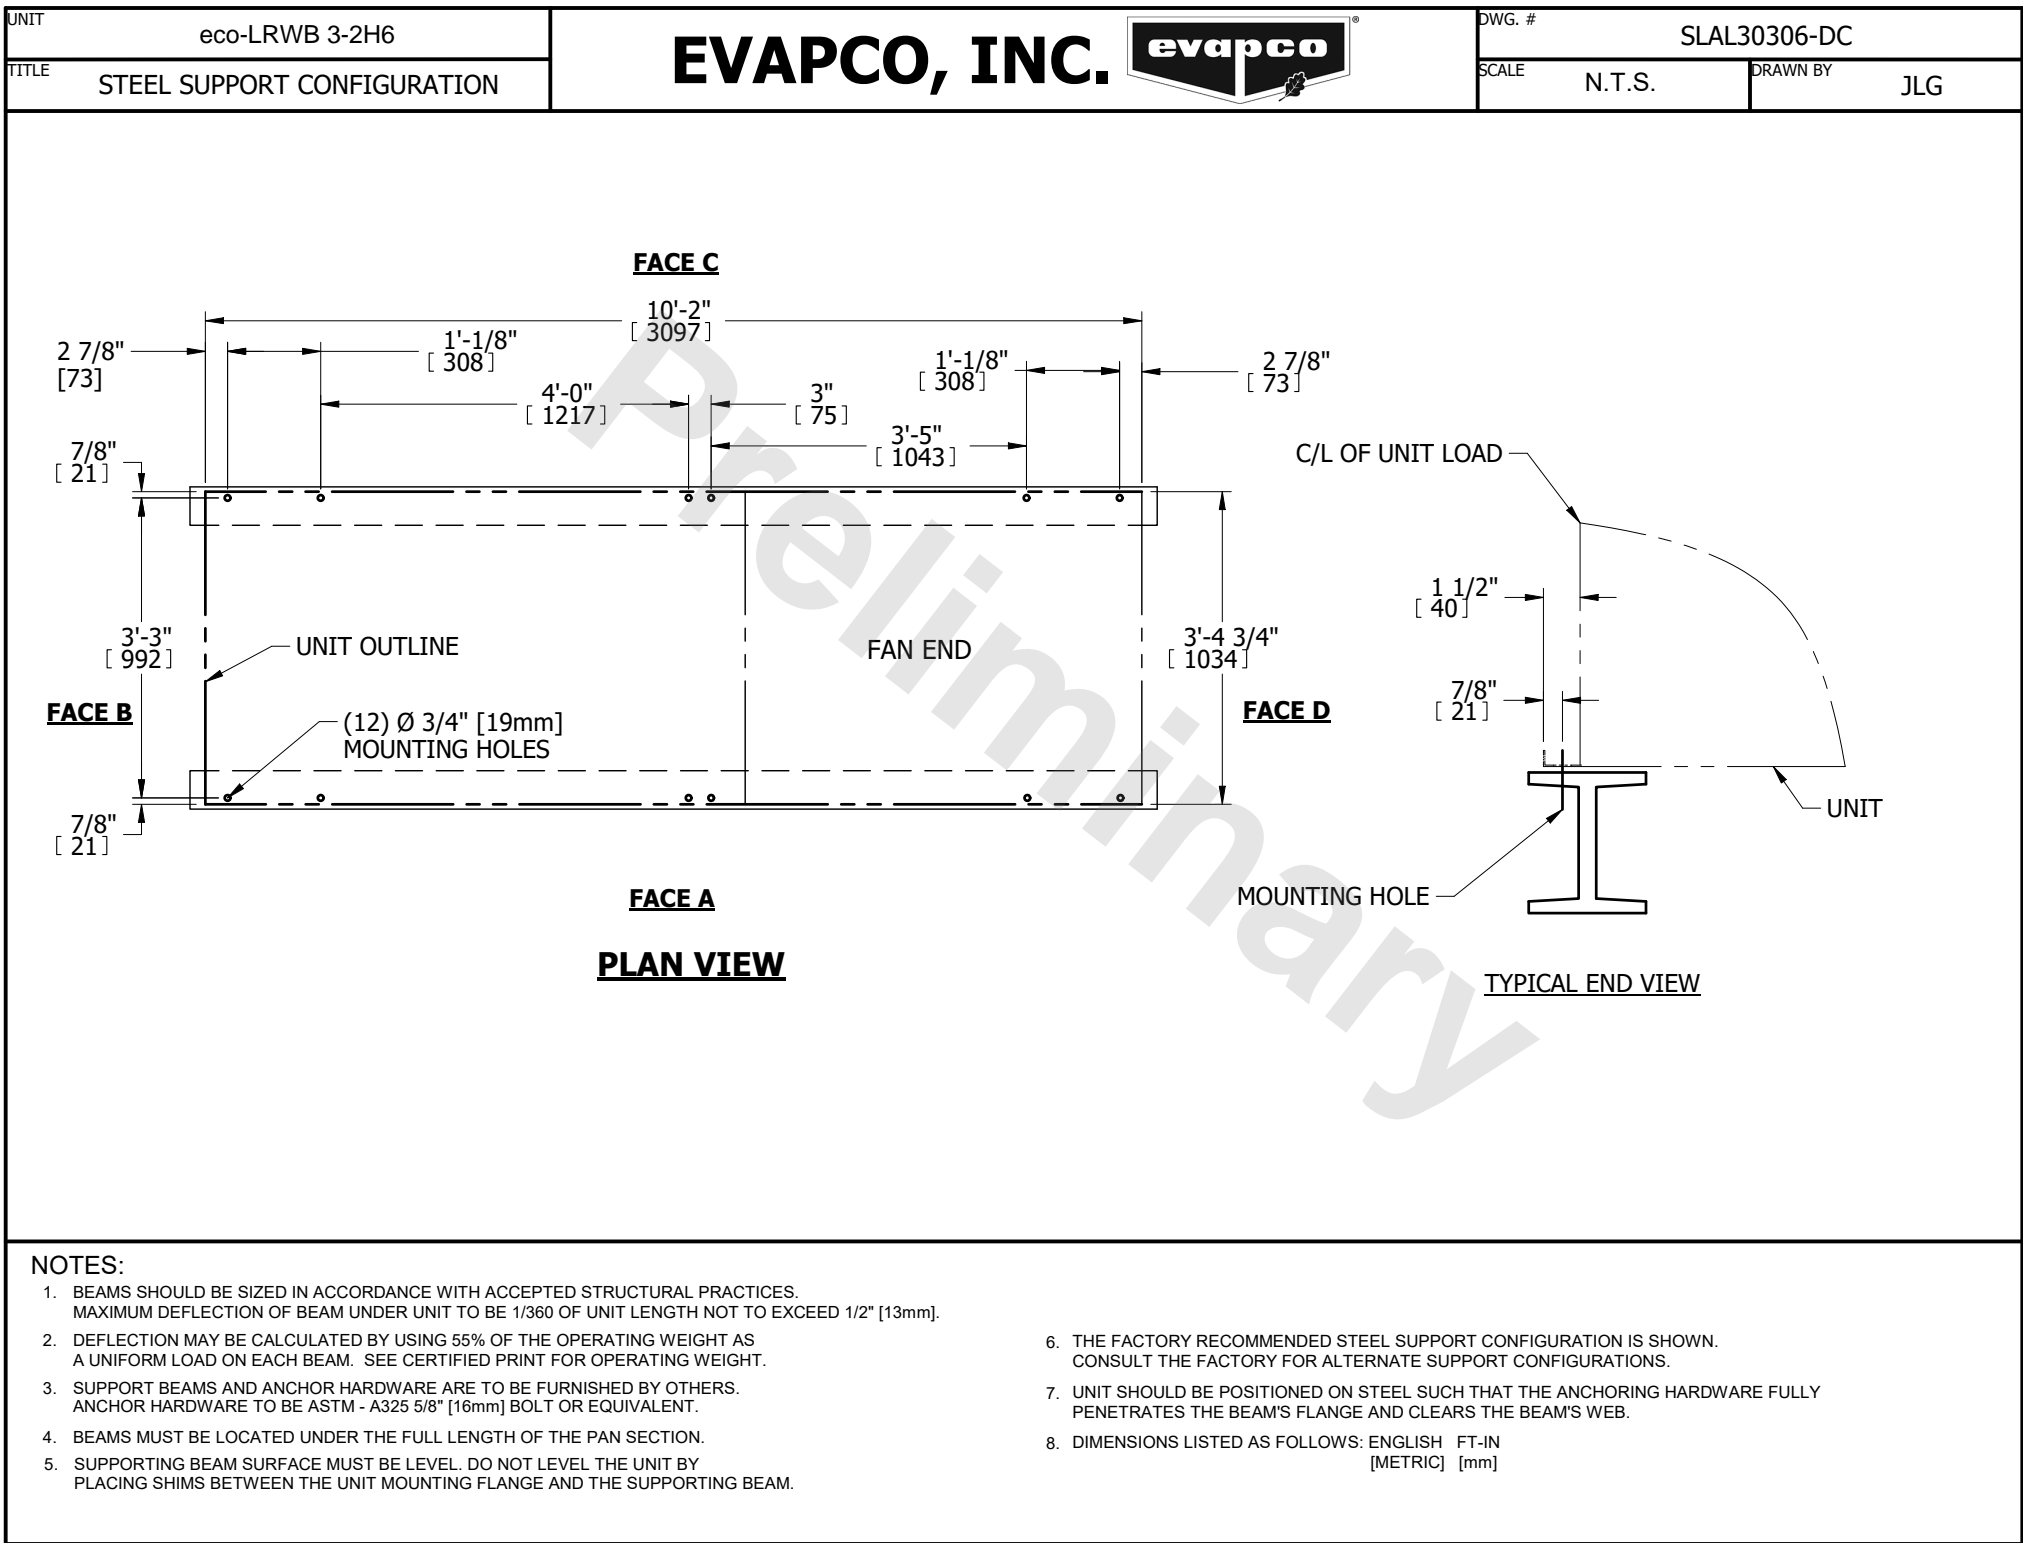 UNIT
eco-LRWB 3-2H6
TITLE
STEEL SUPPORT CONFIGURATION
EVAPCO, INC.
evapco
®
DWG. #
SLAL30306-DC
SCALE
N.T.S.
DRAWN BY
JLG
FACE C
10'-2"
[ 3097]
2 7/8"
[73]
1'-1/8"
[ 308]
1'-1/8"
[ 308]
2 7/8"
[ 73]
4'-0"
[ 1217]
3"
[ 75]
3'-5"
[ 1043]
7/8"
[ 21]
C/L OF UNIT LOAD
1 1/2"
[ 40]
3'-3"
[ 992]
UNIT OUTLINE
FAN END
3'-4 3/4"
[ 1034]
7/8"
[ 21]
FACE B
(12) Ø 3/4" [19mm]
MOUNTING HOLES
FACE D
7/8"
[ 21]
UNIT
MOUNTING HOLE
FACE A
PLAN VIEW
TYPICAL END VIEW
Preliminary
NOTES:
1. BEAMS SHOULD BE SIZED IN ACCORDANCE WITH ACCEPTED STRUCTURAL PRACTICES.
MAXIMUM DEFLECTION OF BEAM UNDER UNIT TO BE 1/360 OF UNIT LENGTH NOT TO EXCEED 1/2" [13mm].
2. DEFLECTION MAY BE CALCULATED BY USING 55% OF THE OPERATING WEIGHT AS
A UNIFORM LOAD ON EACH BEAM. SEE CERTIFIED PRINT FOR OPERATING WEIGHT.
3. SUPPORT BEAMS AND ANCHOR HARDWARE ARE TO BE FURNISHED BY OTHERS.
ANCHOR HARDWARE TO BE ASTM - A325 5/8" [16mm] BOLT OR EQUIVALENT.
4. BEAMS MUST BE LOCATED UNDER THE FULL LENGTH OF THE PAN SECTION.
5. SUPPORTING BEAM SURFACE MUST BE LEVEL. DO NOT LEVEL THE UNIT BY
PLACING SHIMS BETWEEN THE UNIT MOUNTING FLANGE AND THE SUPPORTING BEAM.
6. THE FACTORY RECOMMENDED STEEL SUPPORT CONFIGURATION IS SHOWN.
CONSULT THE FACTORY FOR ALTERNATE SUPPORT CONFIGURATIONS.
7. UNIT SHOULD BE POSITIONED ON STEEL SUCH THAT THE ANCHORING HARDWARE FULLY
PENETRATES THE BEAM'S FLANGE AND CLEARS THE BEAM'S WEB.
8. DIMENSIONS LISTED AS FOLLOWS: ENGLISH FT-IN
[METRIC] [mm]